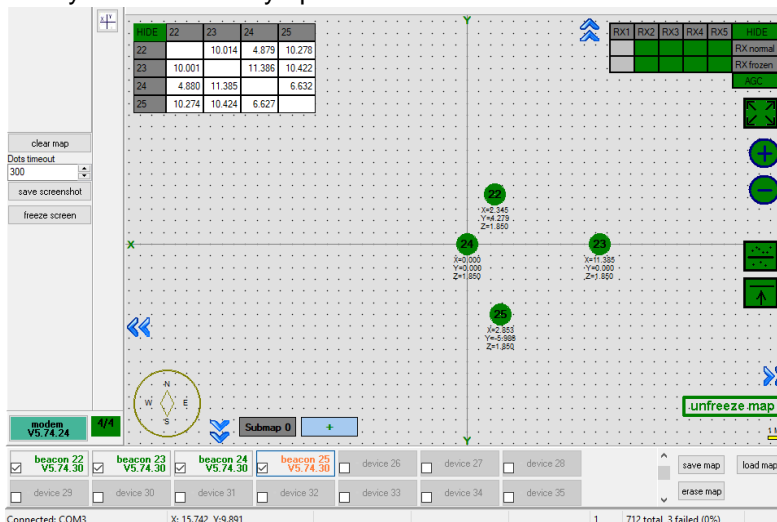 HIDE 22 23 24 25
22 10.014 4.879 10.278
23 10.001 11.386 10.422
24 4.880 11.385 6.632
25 10.274 10.424 6.627
Y
RX1 RX2 RX3 RX4 RX5 HIDE
RX normal
RX frozen
AGC
clear map
Dots timeout
300
save screenshot
freeze screen
22
X=2.345
Y=4.279
Z=1.850
X
24
X=0.000
Y=0.000
Z=1.850
23
X=11.385
Y=0.000
Z=1.850
25
X=2.853
Y=-5.988
Z=1.850
N
W E
S
unfreeze map
modem
V5.74.24
4/4
Submap 0
+
Y
1 M
beacon 22
V5.74.30
beacon 23
V5.74.30
beacon 24
V5.74.30
beacon 25
V5.74.30
device 26
device 27
device 28
save map
load map
device 29
device 30
device 31
device 32
device 33
device 34
device 35
erase map
Connected: COM3
X: 15.742 Y:9.891
1
712 total, 3 failed (0%)